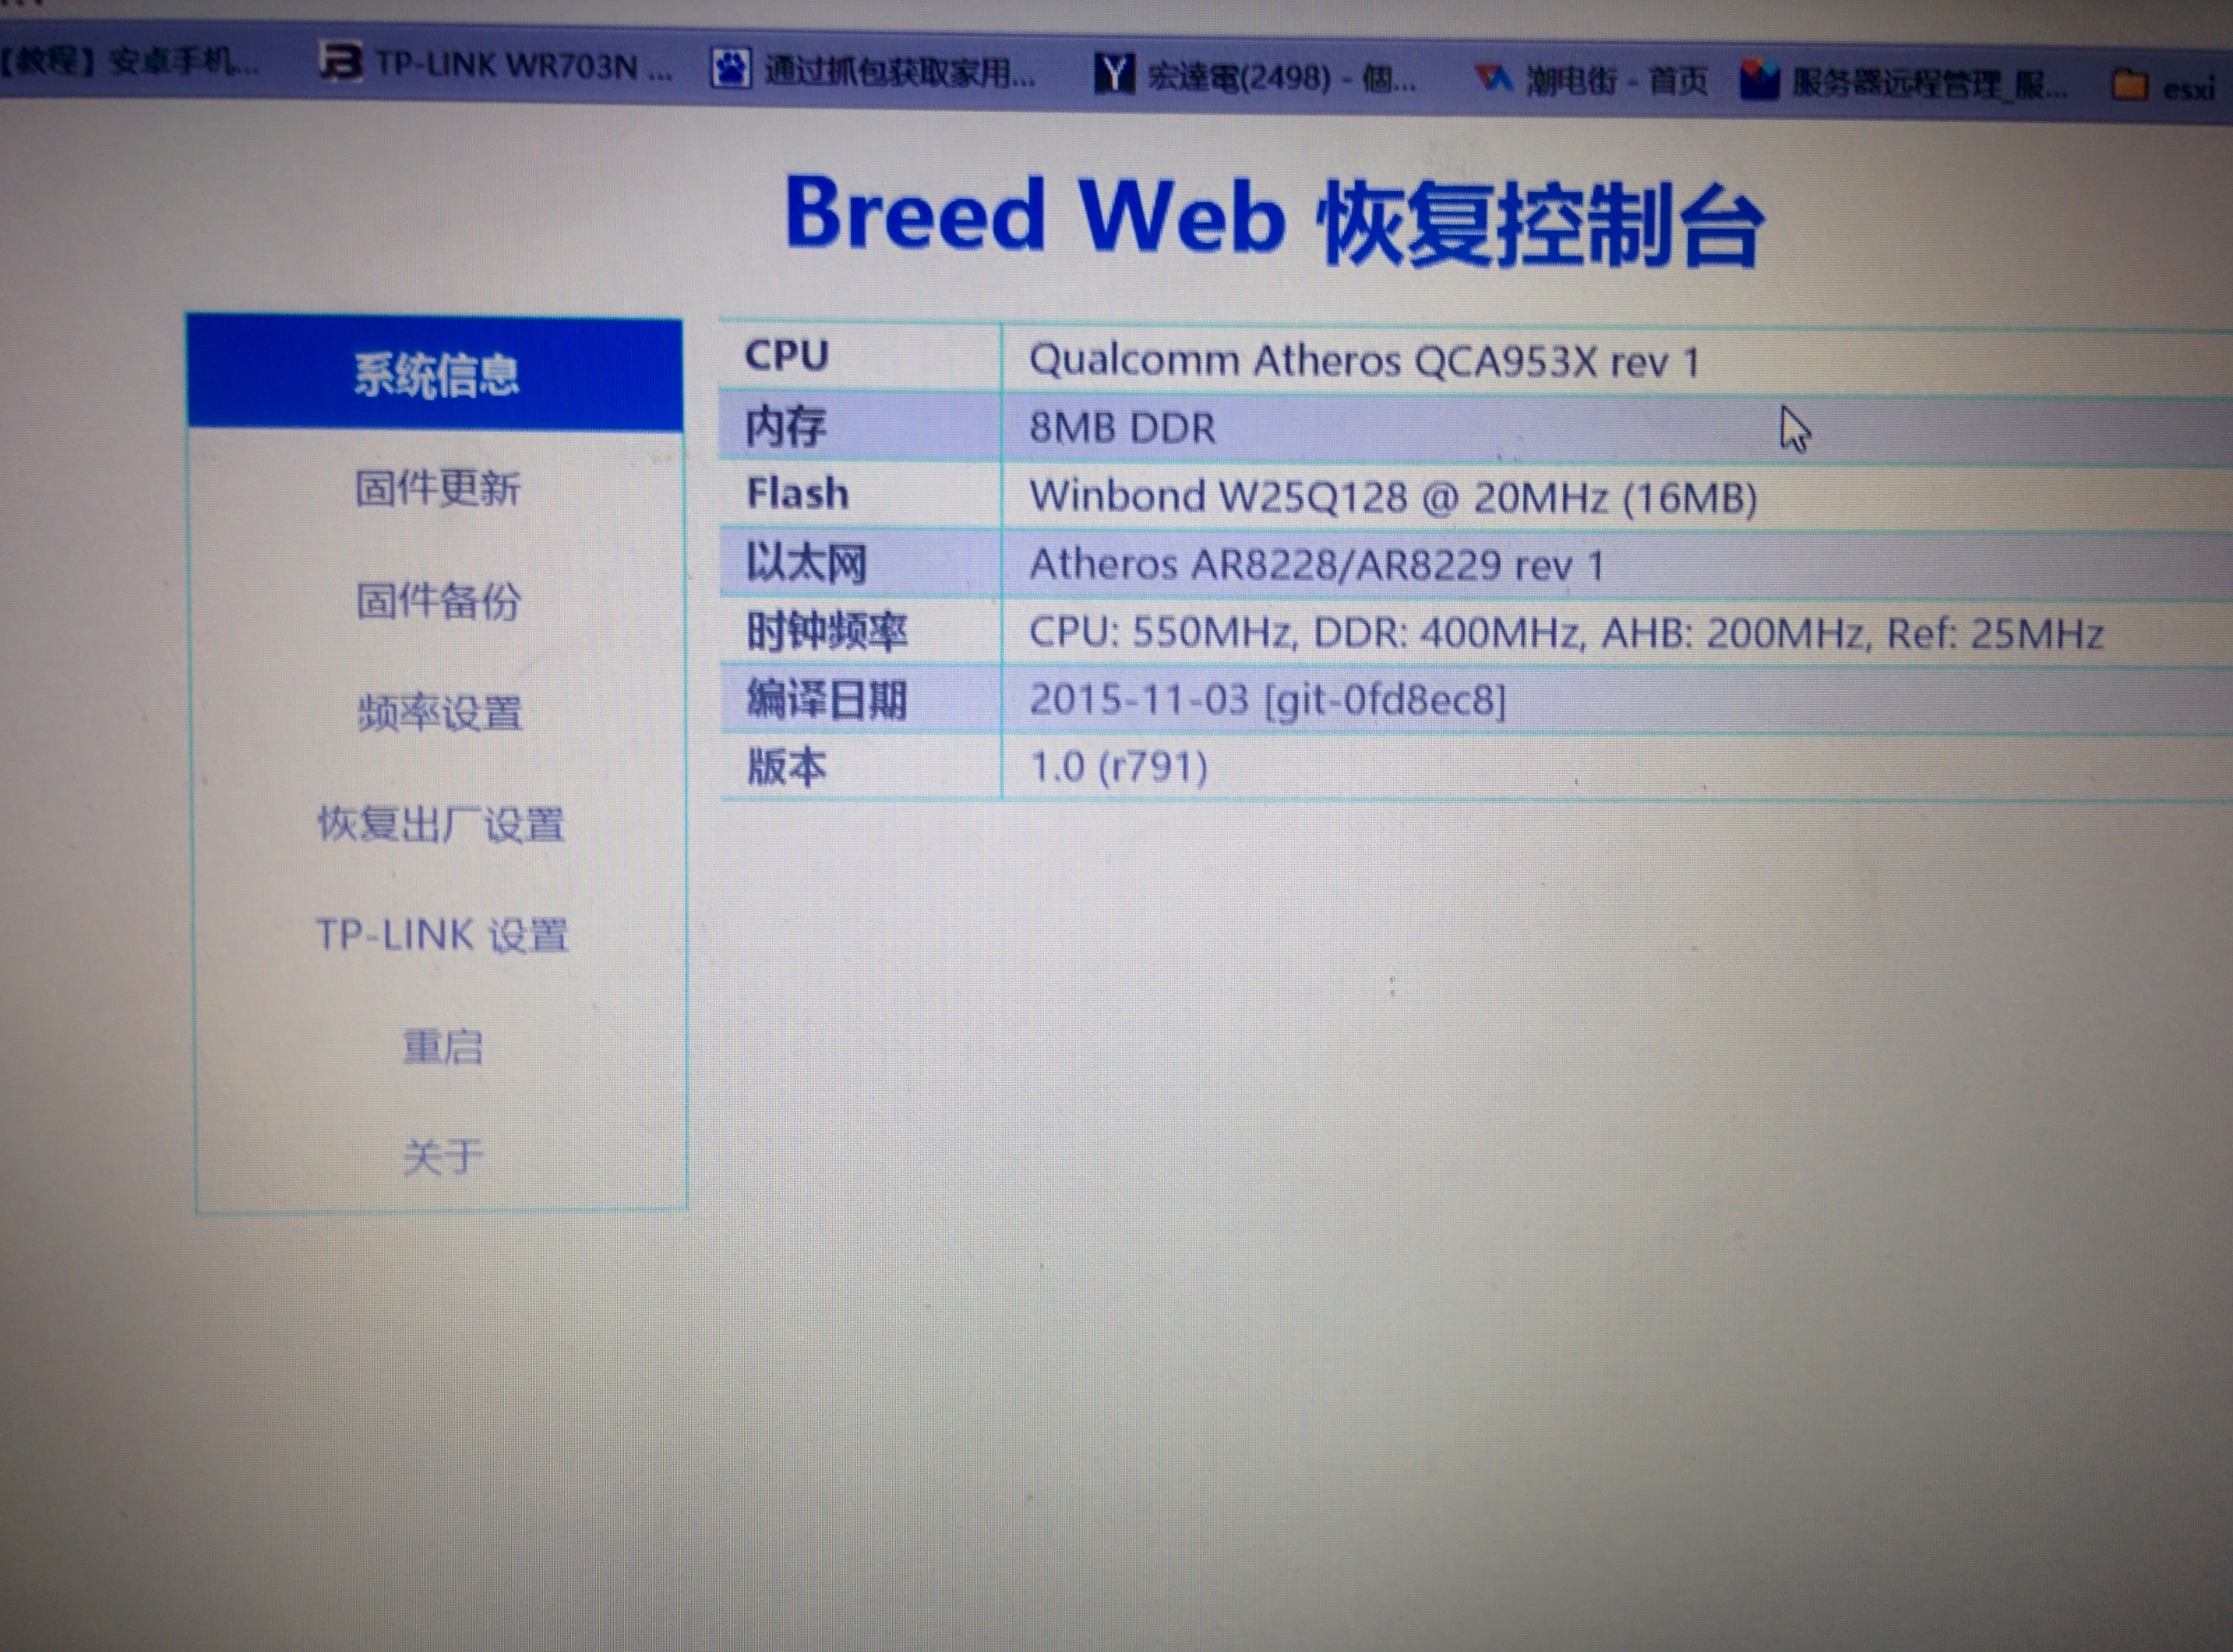 【教程】安卓手机... TP-LINK WR703N ... 通过抓包获取家用... 宏達電(2498) - 個... 潮电街 - 首页 服务器远程管理_服... esxi
Breed Web 恢复控制台
系统信息
固件更新
固件备份
频率设置
恢复出厂设置
TP-LINK 设置
重启
关于
CPU Qualcomm Atheros QCA953X rev 1
内存 8MB DDR
Flash Winbond W25Q128 @ 20MHz (16MB)
以太网 Atheros AR8228/AR8229 rev 1
时钟频率 CPU: 550MHz, DDR: 400MHz, AHB: 200MHz, Ref: 25MHz
编译日期 2015-11-03 [git-0fd8ec8]
版本 1.0 (r791)